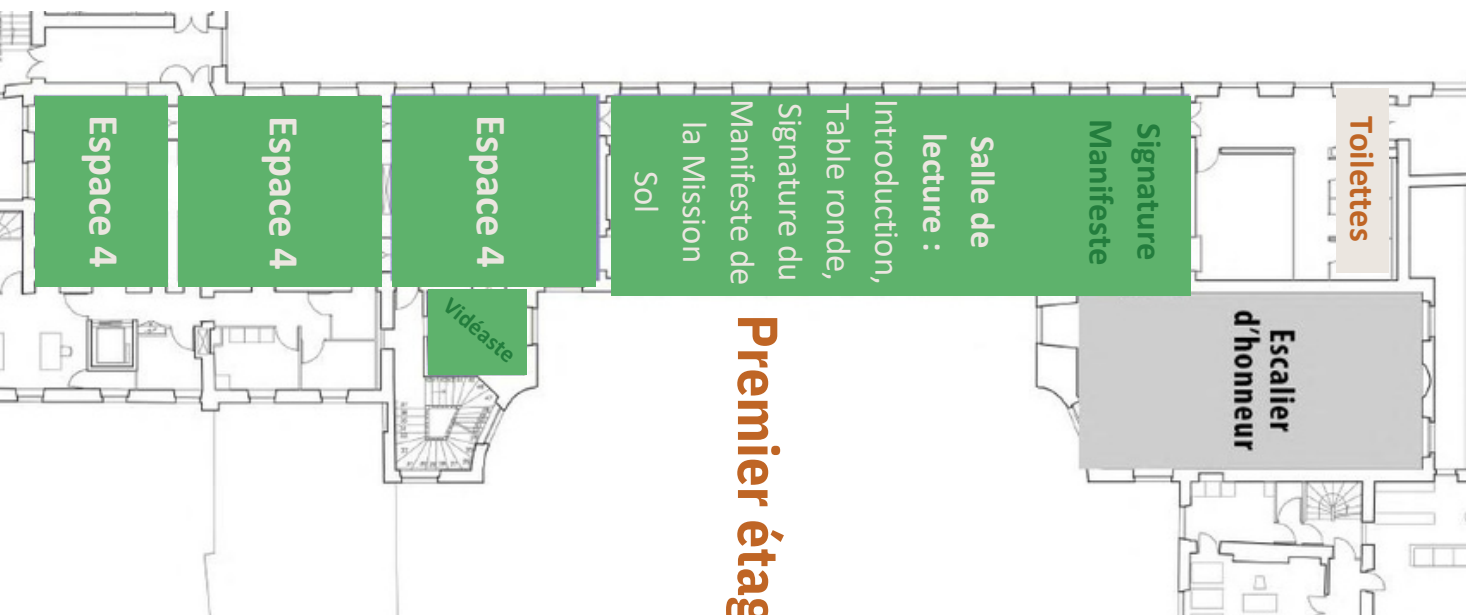 Espace 4
Espace 4
Espace 4
Vidéaste
Signature
Manifeste
Salle de
lecture :
Introduction,
Table ronde,
Signature du
Manifeste de
la Mission
Sol
Toilettes
Escalier
d'honneur
Premier étag